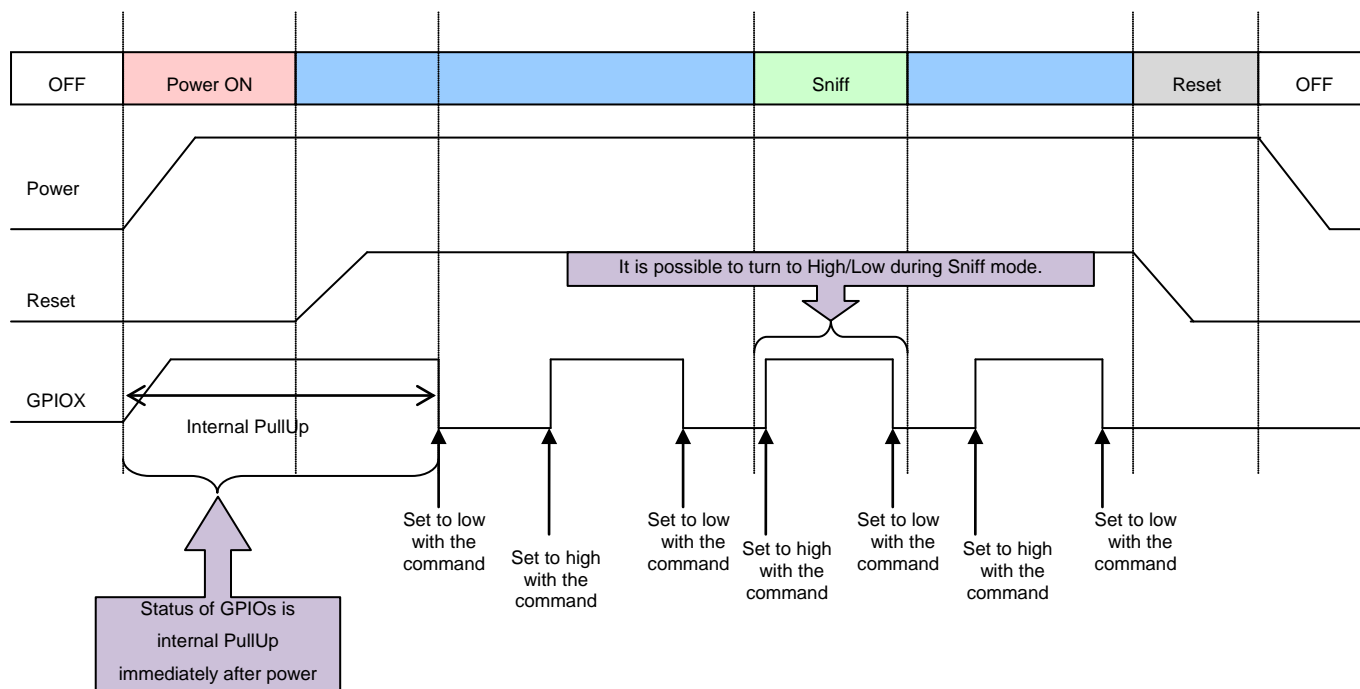 OFF
Power ON
Sniff
Reset
OFF
Power
It is possible to turn to High/Low during Sniff mode.
Reset
GPIOX
Internal PullUp
Set to low
with the
command
Set to high
with the
command
Set to low
with the
command
Set to high
with the
command
Set to low
with the
command
Set to high
with the
command
Set to low
with the
command
Status of GPIOs is
internal PullUp
immediately after power